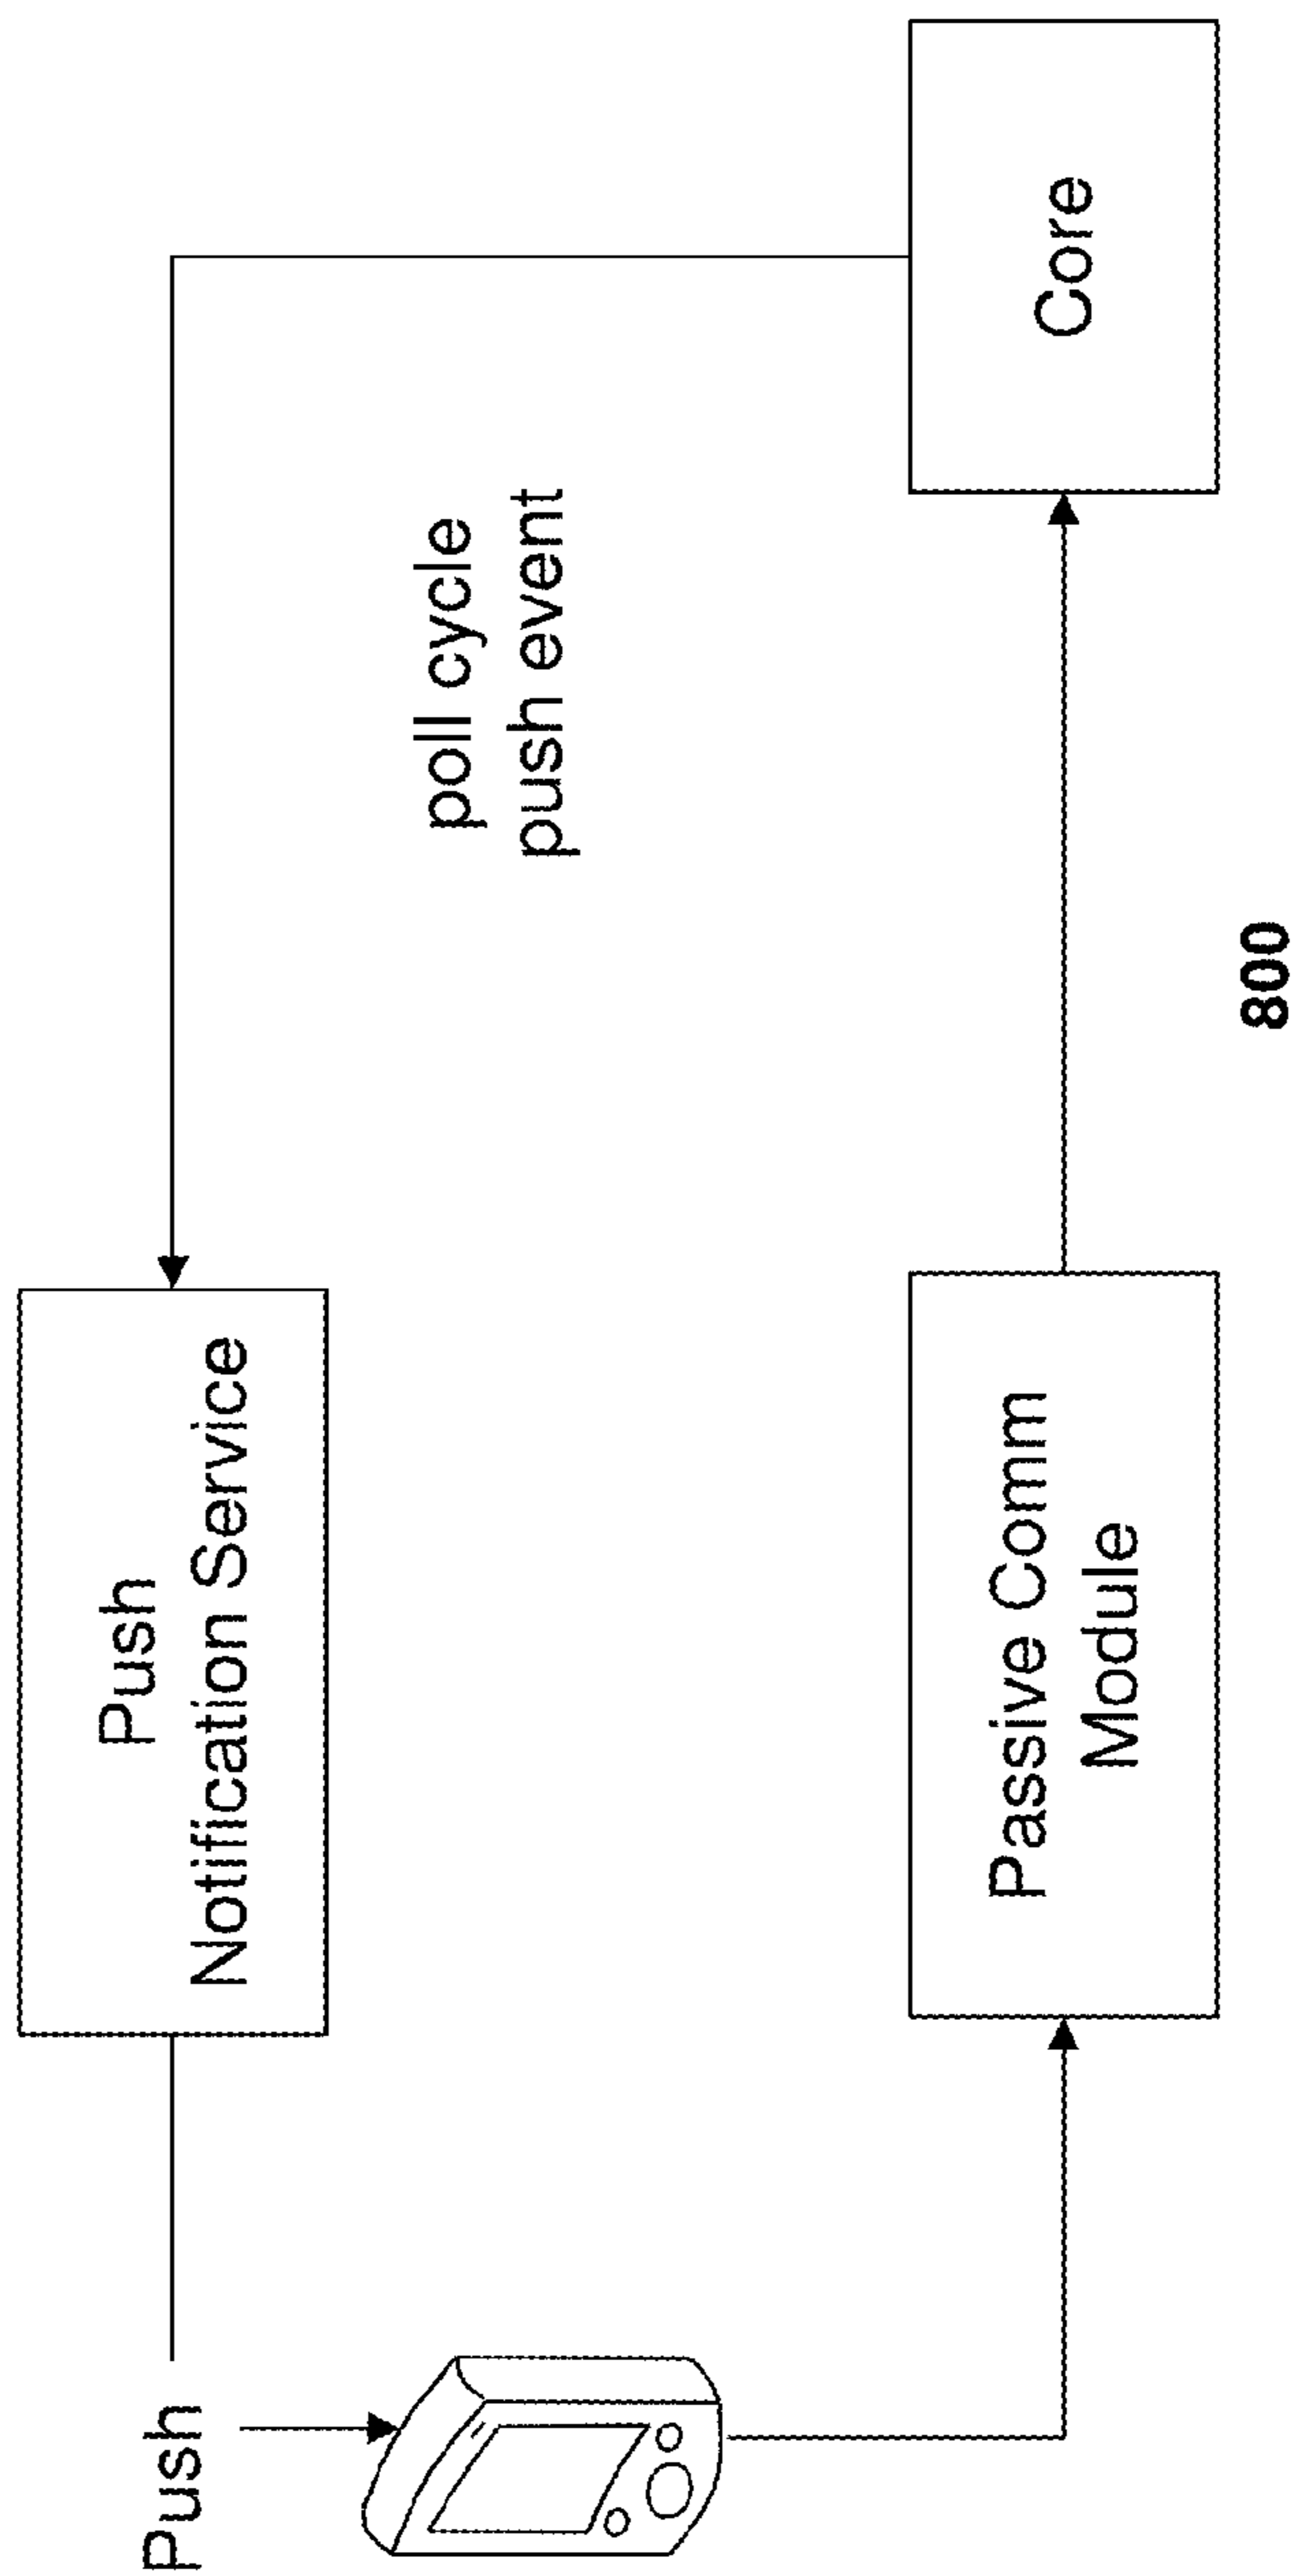 Push
Push
Notification Service
poll cycle
push event
Passive Comm
Module
Core
800